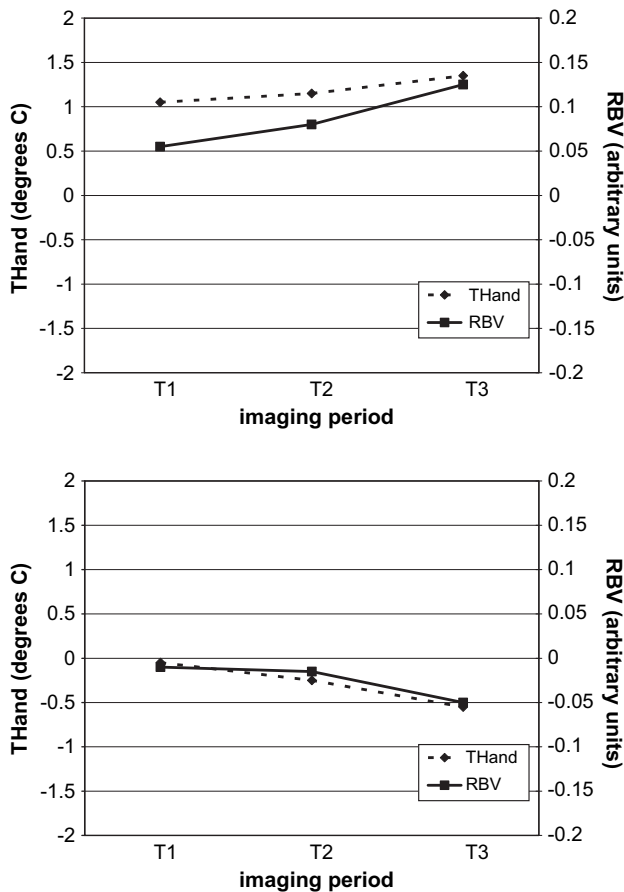 2 0.2
1.5 0.15
1 0.1
0.5 0.05
0 0
-0.5 -0.05
-1 -0.1
-1.5 -0.15
-2 -0.2
THand (degrees C)
RBV (arbitrary units)
THand
RBV
T1 T2 T3
imaging period
2 0.2
1.5 0.15
1 0.1
0.5 0.05
0 0
-0.5 -0.05
-1 -0.1
-1.5 -0.15
-2 -0.2
THand (degrees C)
RBV (arbitrary units)
THand
RBV
T1 T2 T3
imaging period